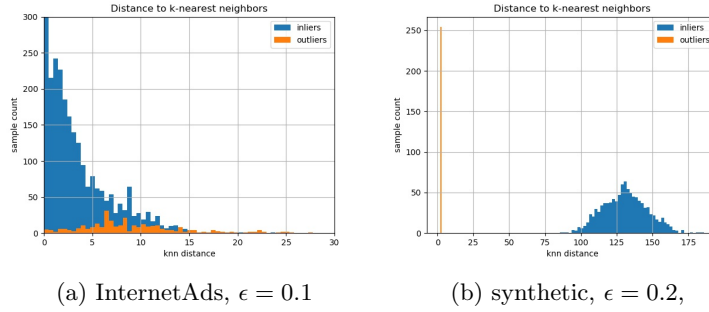 Distance to k-nearest neighbors
300
250
200
150
100
50
0
sample count
inliers
outliers
0 5 10 15 20 25 30
knn distance
(a) InternetAds, ϵ = 0.1
Distance to k-nearest neighbors
250
200
150
100
50
0
sample count
inliers
outliers
0 25 50 75 100 125 150 175
knn distance
(b) synthetic, ϵ = 0.2,